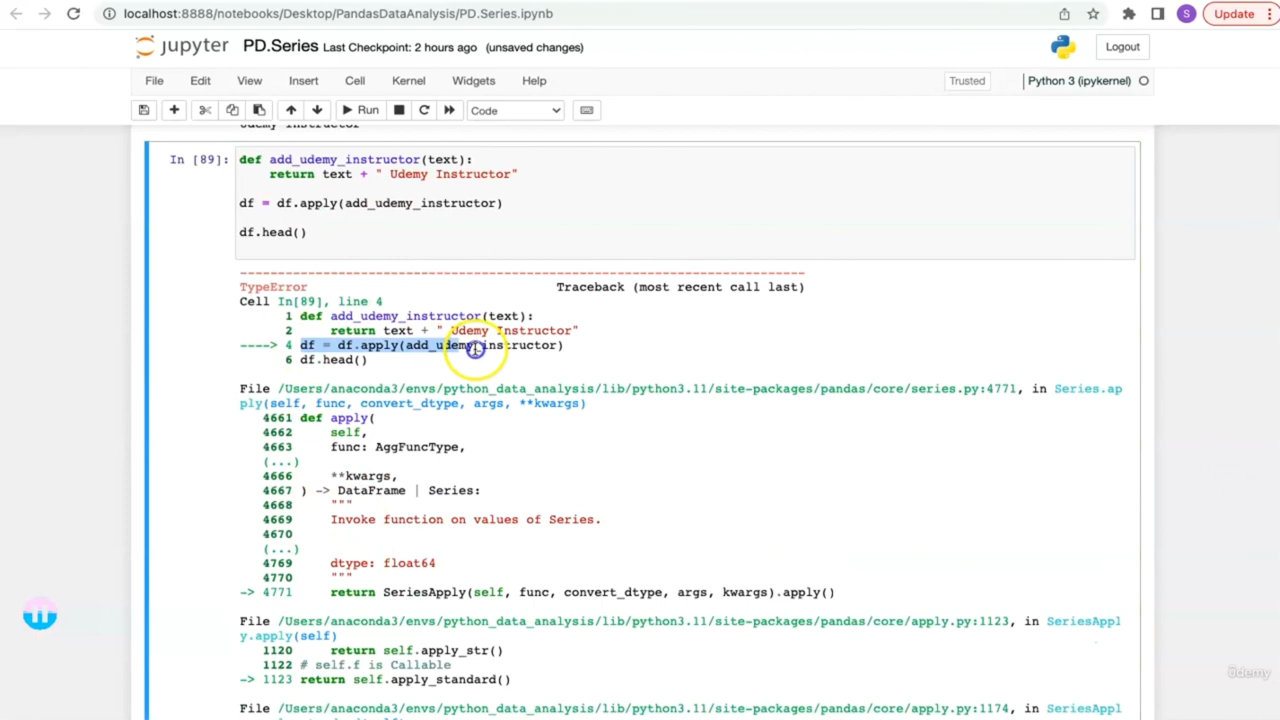 localhost:8888/notebooks/Desktop/PandasDataAnalysis/PD.Series.ipynb
S
Update
jupyter PD.Series Last Checkpoint: 2 hours ago (unsaved changes)
Logout
File Edit View Insert Cell Kernel Widgets Help
Trusted
Python 3 (ipykernel)
Run
Code
Udemy Instructor
In [89]: def add_udemy_instructor(text):
return text + " Udemy Instructor"
df = df.apply(add_udemy_instructor)
df.head()
---------------------------------------------------------------------------
TypeError Traceback (most recent call last)
Cell In[89], line 4
1 def add_udemy_instructor(text):
2 return text + " Udemy Instructor"
----> 4 df = df.apply(add_udemy_instructor)
6 df.head()
File /Users/anaconda3/envs/python_data_analysis/lib/python3.11/site-packages/pandas/core/series.py:4771, in Series.ap
ply(self, func, convert_dtype, args, **kwargs)
4661 def apply(
4662 self,
4663 func: AggFuncType,
(...)
4666 **kwargs,
4667 ) -> DataFrame | Series:
4668 """
4669 Invoke function on values of Series.
4670
(...)
4769 dtype: float64
4770 """
-> 4771 return SeriesApply(self, func, convert_dtype, args, kwargs).apply()
File /Users/anaconda3/envs/python_data_analysis/lib/python3.11/site-packages/pandas/core/apply.py:1123, in SeriesAppl
y.apply(self)
1120 return self.apply_str()
1122 # self.f is Callable
-> 1123 return self.apply_standard()
File /Users/anaconda3/envs/python_data_analysis/lib/python3.11/site-packages/pandas/core/apply.py:1174, in SeriesAppl
ûdemy